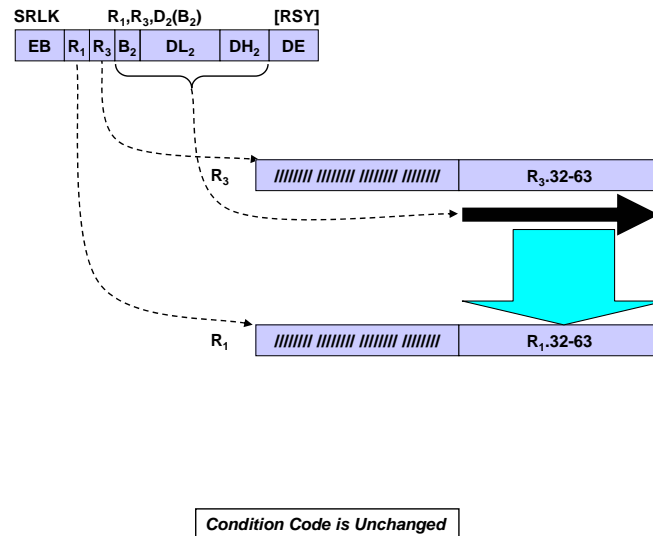 SRLK R₁,R₃,D₂(B₂) [RSY]
EB R₁ R₃ B₂ DL₂ DH₂ DE
R₃ //////// //////// //////// //////// R₃.32-63
R₁ //////// //////// //////// //////// R₁.32-63
Condition Code is Unchanged